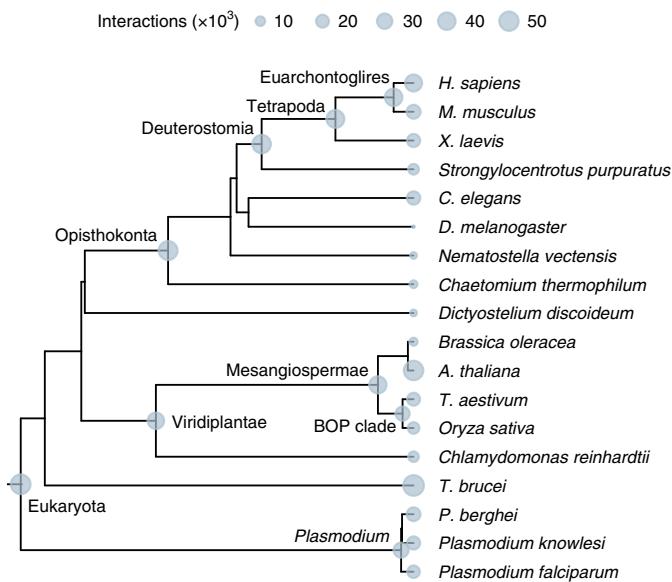 Interactions (×10³) 10 20 30 40 50
Euarchontoglires
H. sapiens
Tetrapoda
M. musculus
Deuterostomia
X. laevis
Strongylocentrotus purpuratus
C. elegans
D. melanogaster
Opisthokonta
Nematostella vectensis
Chaetomium thermophilum
Dictyostelium discoideum
Brassica oleracea
Mesangiospermae
A. thaliana
T. aestivum
Viridiplantae
BOP clade
Oryza sativa
Chlamydomonas reinhardtii
T. brucei
Eukaryota
P. berghei
Plasmodium
Plasmodium knowlesi
Plasmodium falciparum